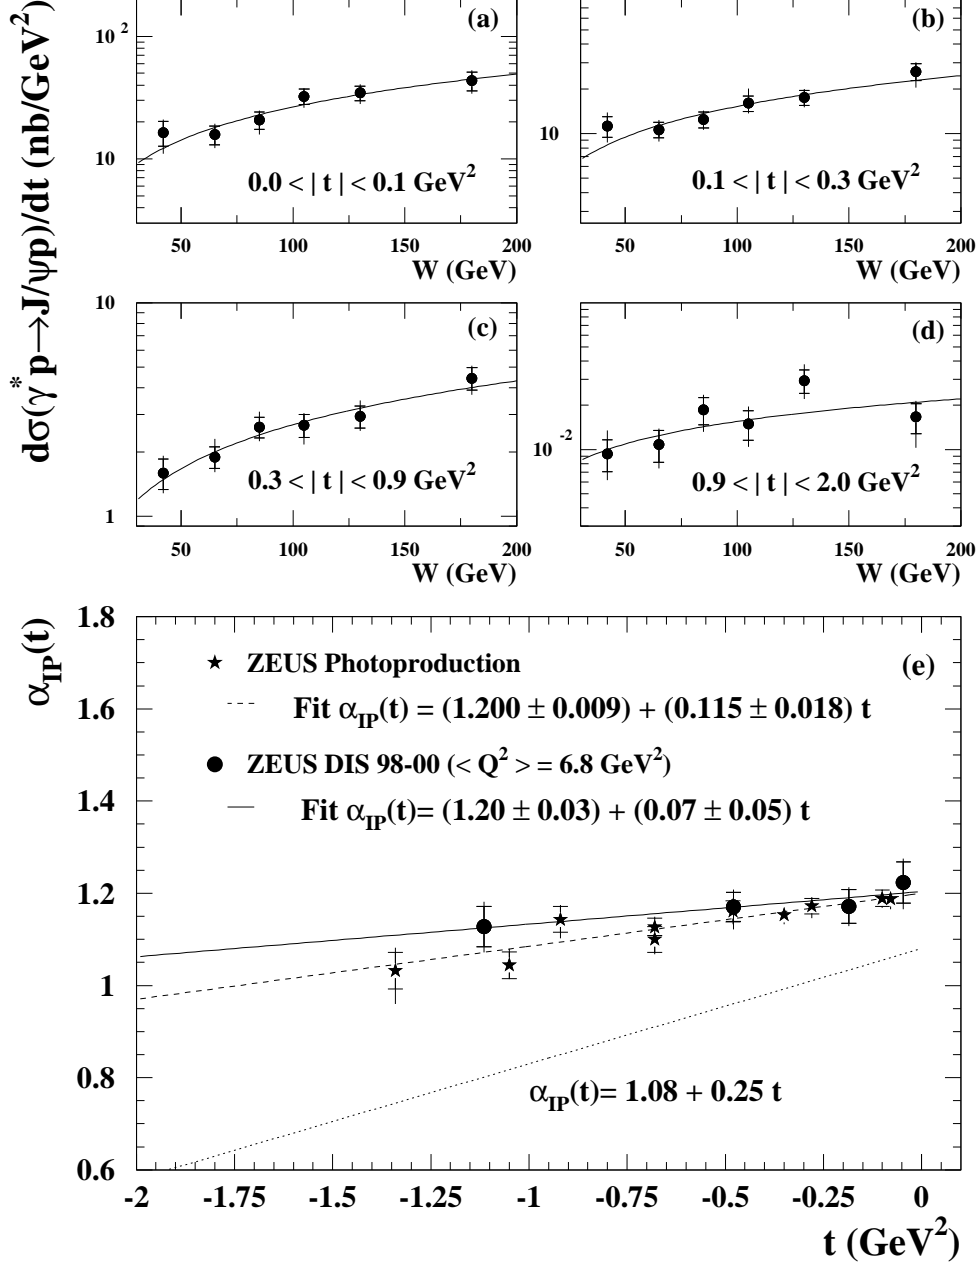 dσ(γ* p→J/ψp)/dt (nb/GeV²)
(a)
10²
10
0.0 < | t | < 0.1 GeV²
50 100 150 200
W (GeV)
(b)
10
0.1 < | t | < 0.3 GeV²
50 100 150 200
W (GeV)
(c)
10
1
0.3 < | t | < 0.9 GeV²
50 100 150 200
W (GeV)
(d)
10⁻²
0.9 < | t | < 2.0 GeV²
50 100 150 200
W (GeV)
α_IP(t)
1.8
1.6
1.4
1.2
1
0.8
0.6
(e)
ZEUS Photoproduction
Fit α_IP(t) = (1.200 ± 0.009) + (0.115 ± 0.018) t
ZEUS DIS 98-00 (< Q² > = 6.8 GeV²)
Fit α_IP(t)= (1.20 ± 0.03) + (0.07 ± 0.05) t
α_IP(t)= 1.08 + 0.25 t
-2 -1.75 -1.5 -1.25 -1 -0.75 -0.5 -0.25 0
t (GeV²)